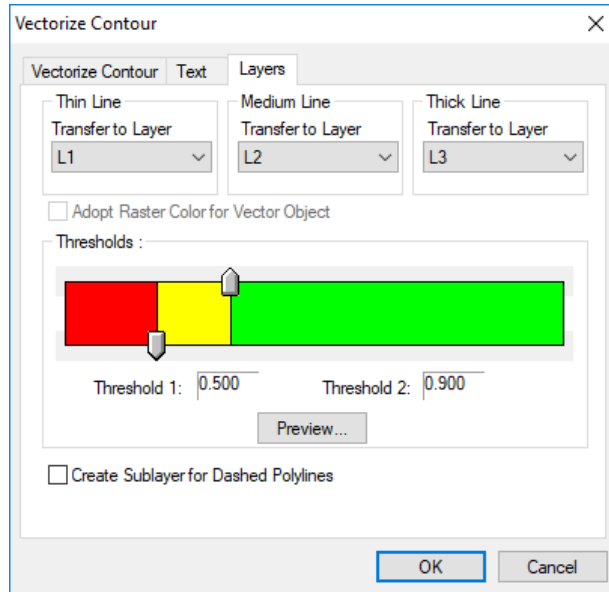 Vectorize Contour
Vectorize Contour Text Layers
Thin Line Medium Line Thick Line
Transfer to Layer Transfer to Layer Transfer to Layer
L1 L2 L3
Adopt Raster Color for Vector Object
Thresholds :
Threshold 1: 0.500 Threshold 2: 0.900
Preview...
Create Sublayer for Dashed Polylines
OK Cancel